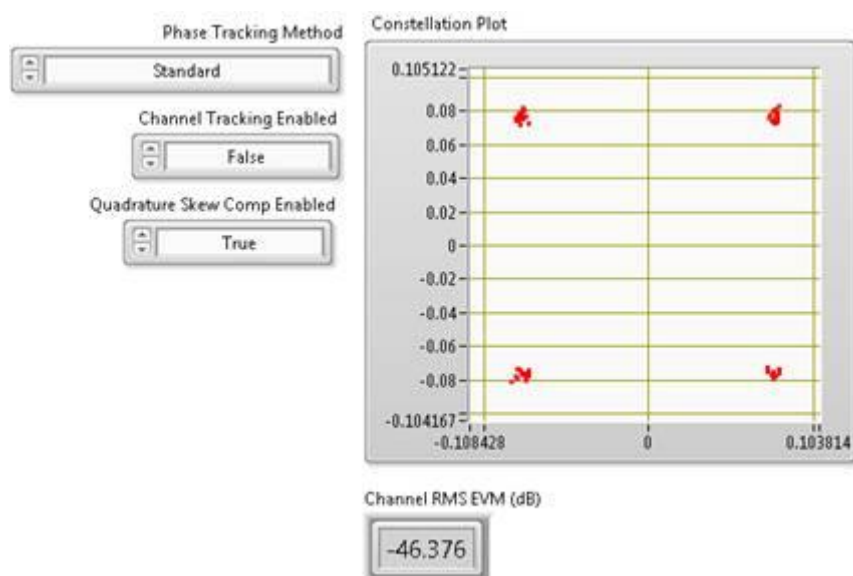 Phase Tracking Method
Standard
Channel Tracking Enabled
False
Quadrature Skew Comp Enabled
True
Constellation Plot
0.105122
0.08
0.06
0.04
0.02
0
-0.02
-0.04
-0.06
-0.08
-0.104167
-0.108428 0 0.103814
Channel RMS EVM (dB)
-46.376